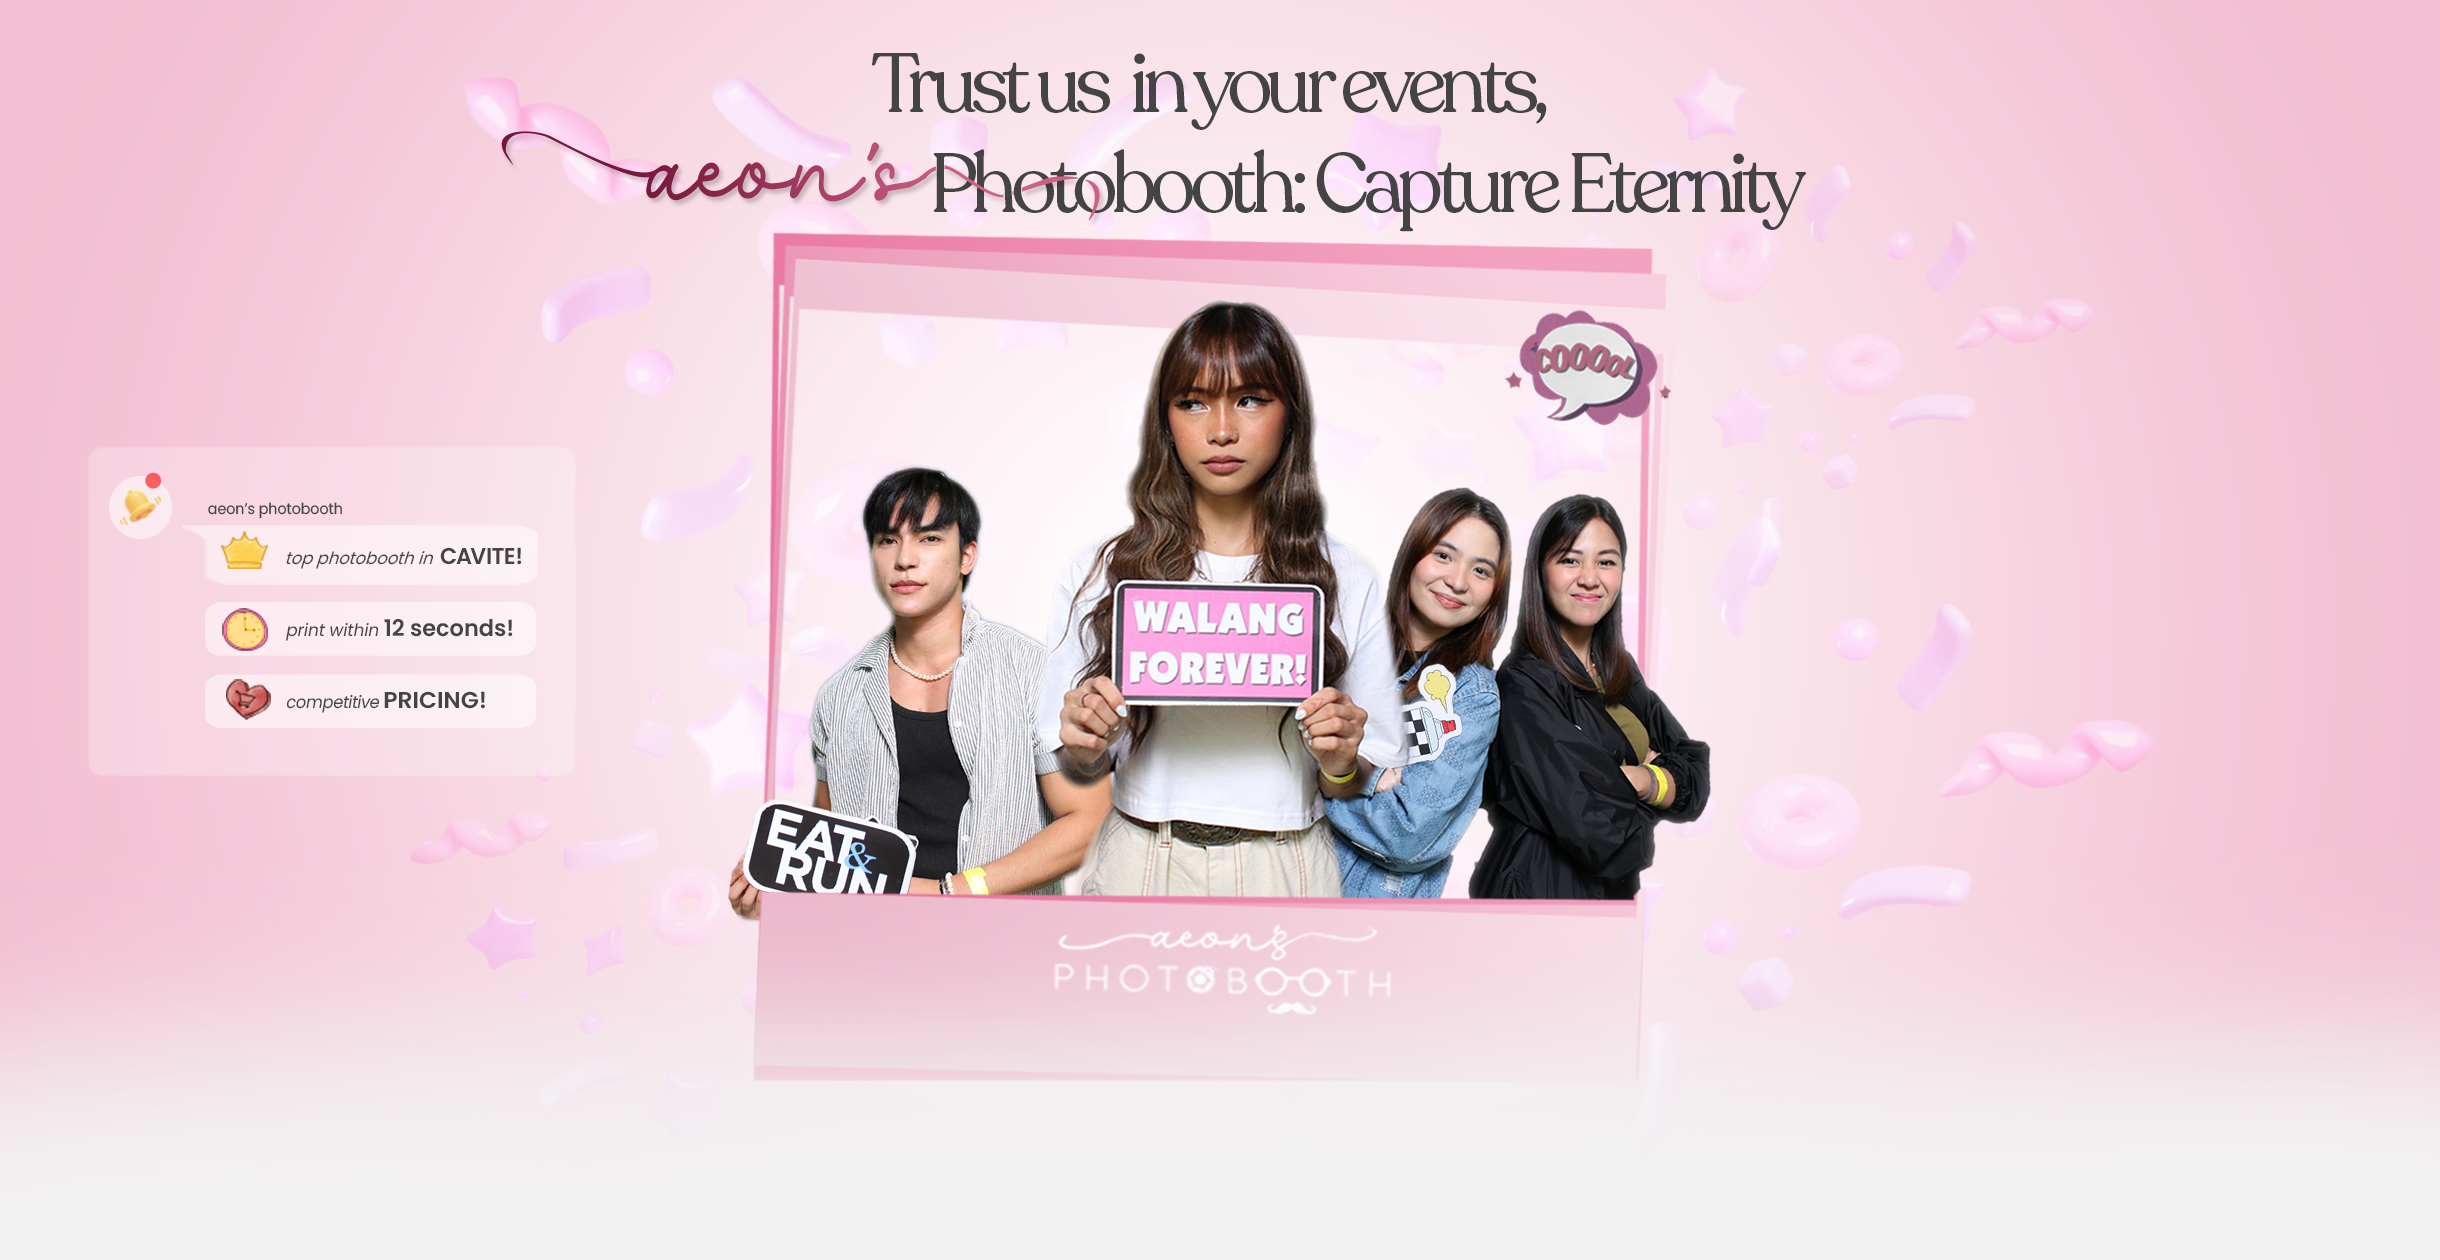 Trust us in your events,
aeon's Photobooth: Capture Eternity
COOOOL
aeon's photobooth
top photobooth in CAVITE!
print within 12 seconds!
competitive PRICING!
WALANG
FOREVER!
EAT
&
RUN
aeon's
PHOTOBOOTH